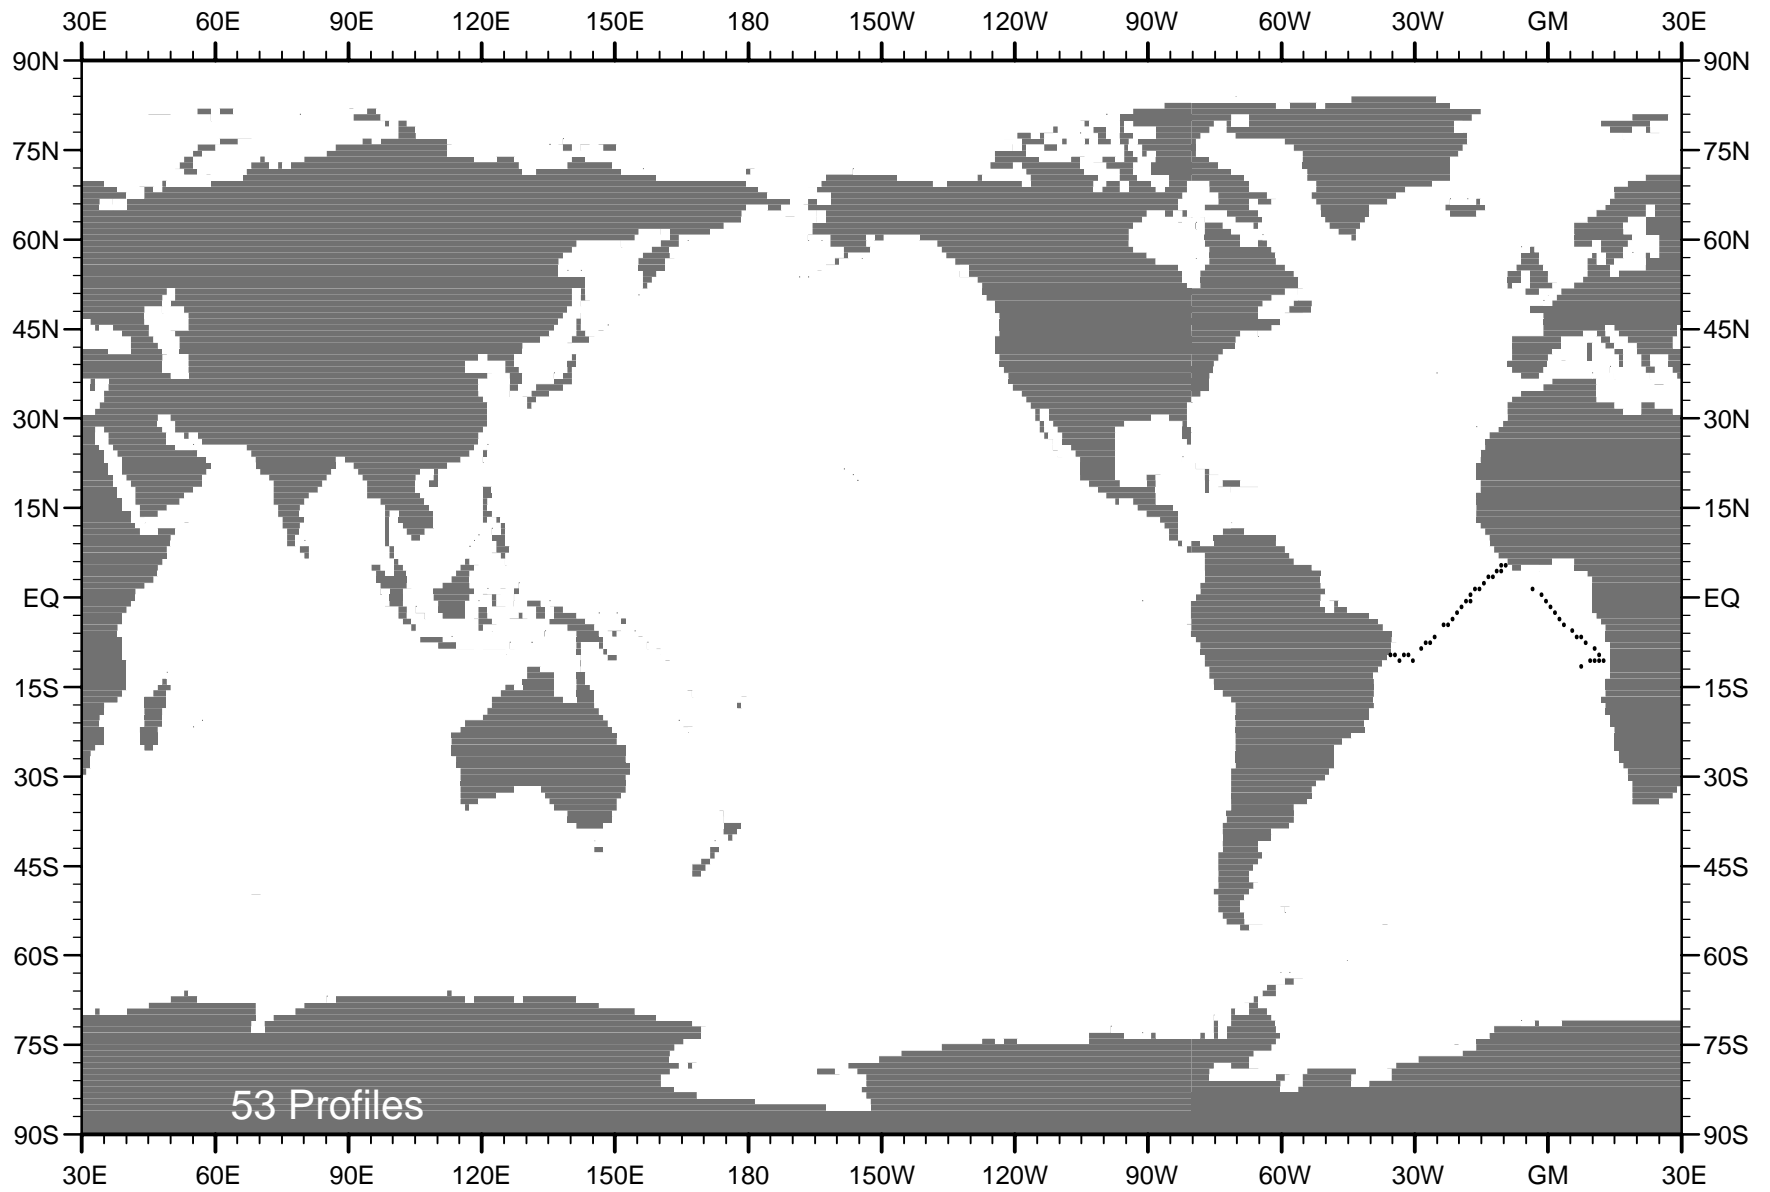 30E 60E 90E 120E 150E 180 150W 120W 90W 60W 30W GM 30E
90N 90N
75N 75N
60N 60N
45N 45N
30N 30N
15N 15N
EQ EQ
15S 15S
30S 30S
45S 45S
60S 60S
75S 75S
53 Profiles
90S 90S
30E 60E 90E 120E 150E 180 150W 120W 90W 60W 30W GM 30E